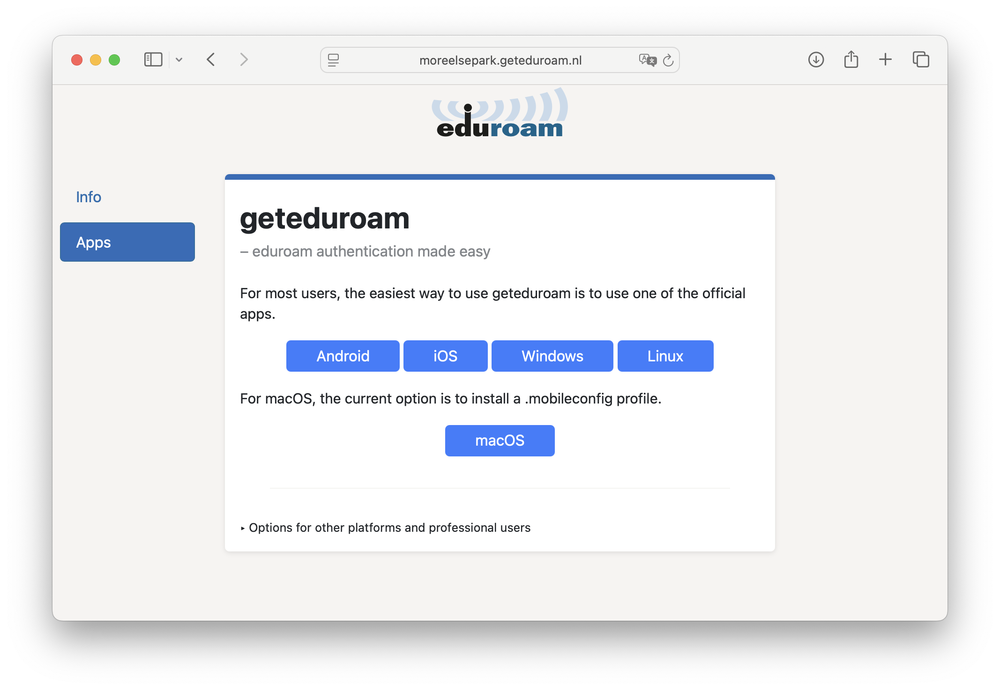 moreelsepark.geteduroam.nl
eduroam
Info
Apps
geteduroam
– eduroam authentication made easy
For most users, the easiest way to use geteduroam is to use one of the official
apps.
Android
iOS
Windows
Linux
For macOS, the current option is to install a .mobileconfig profile.
macOS
Options for other platforms and professional users